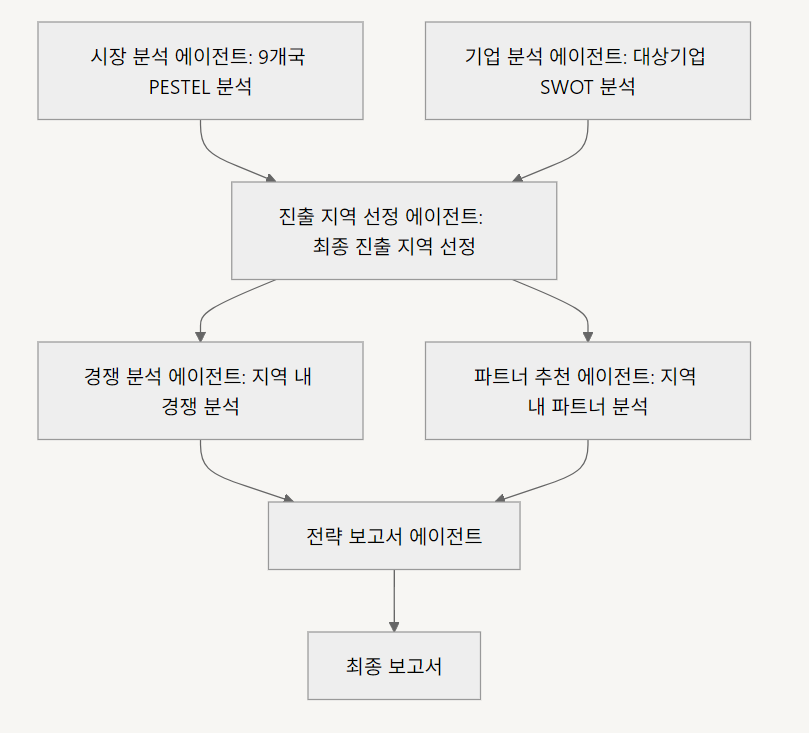 시장 분석 에이전트: 9개국
PESTEL 분석
기업 분석 에이전트: 대상기업
SWOT 분석
진출 지역 선정 에이전트:
최종 진출 지역 선정
경쟁 분석 에이전트: 지역 내
경쟁 분석
파트너 추천 에이전트: 지역
내 파트너 분석
전략 보고서 에이전트
최종 보고서